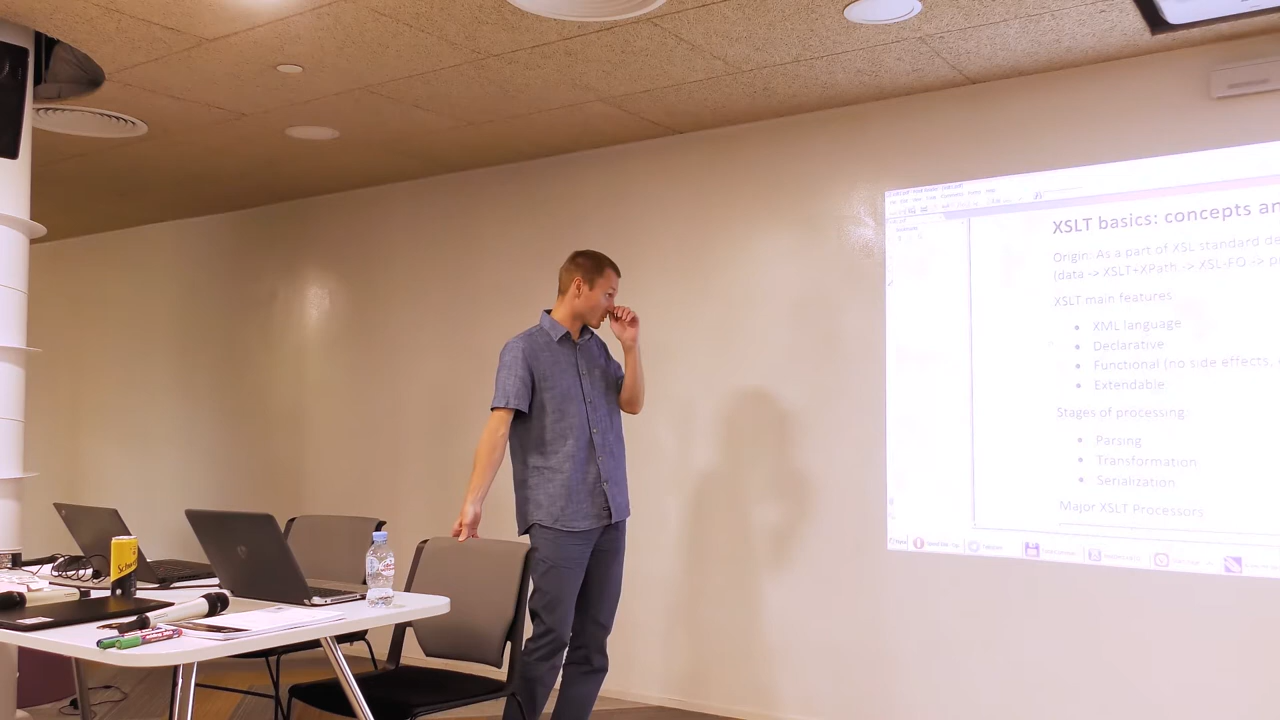 XSLT basics: concepts an
Origin: As a part of XSL standard de
(data -> XSLT+XPath -> XSL-FO -> p
XSLT main features
XML language
Declarative
Functional (no side effects,
Extendable
Stages of processing:
Parsing
Transformation
Serialization
Major XSLT Processors